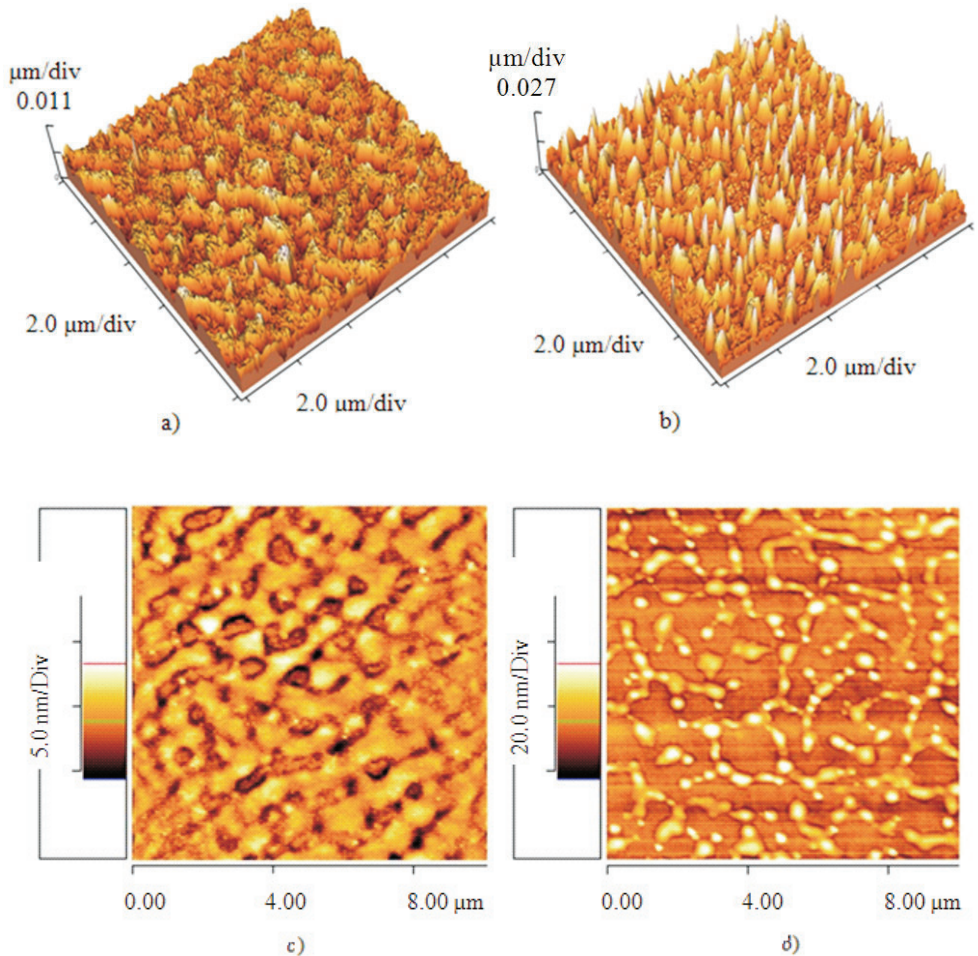 µm/div
0.011
2.0 µm/div
2.0 µm/div
a)
µm/div
0.027
2.0 µm/div
2.0 µm/div
b)
5.0 nm/Div
0.00 4.00 8.00 µm
c)
20.0 nm/Div
0.00 4.00 8.00 µm
d)